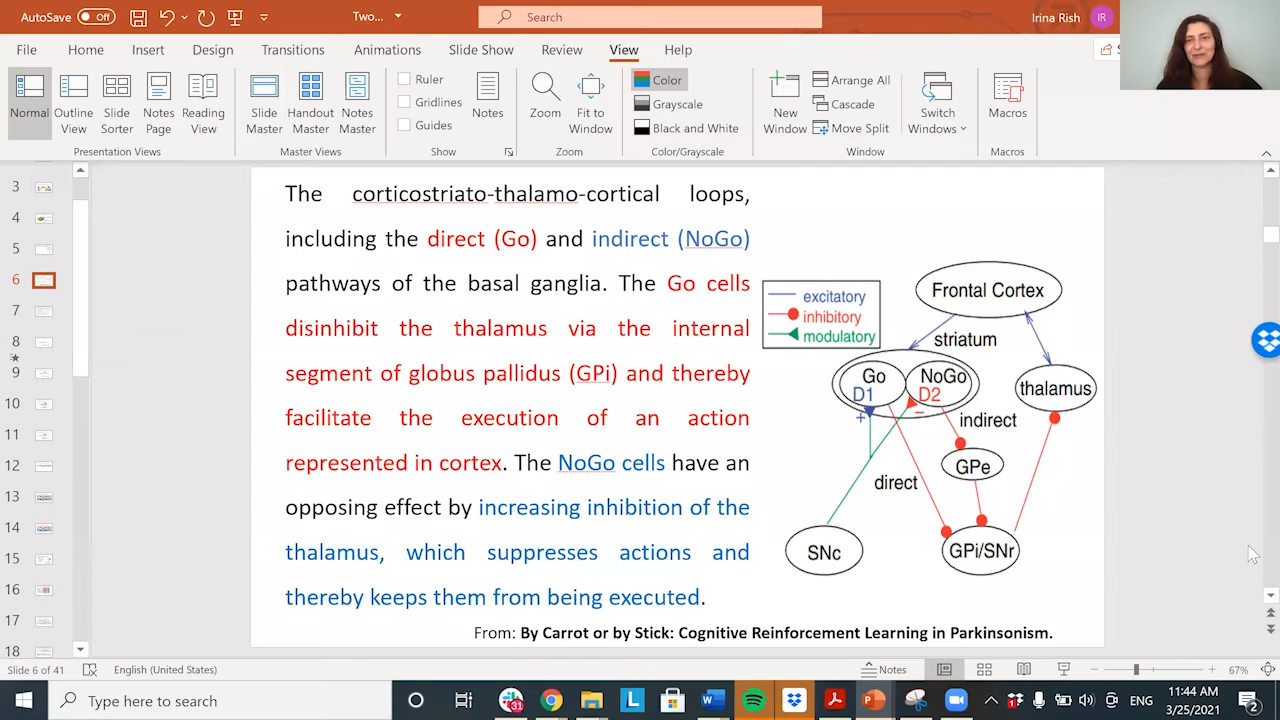 AutoSave Off Two... Search Irina Rish IR
File Home Insert Design Transitions Animations Slide Show Review View Help
Normal Outline View Slide Sorter Notes Page Reading View
Presentation Views
Slide Master Handout Master Notes Master
Master Views
Ruler
Gridlines
Guides
Notes
Show
Zoom Fit to Window
Zoom
Color
Grayscale
Black and White
Color/Grayscale
New Window
Arrange All
Cascade
Move Split
Switch Windows
Window
Macros
Macros
3
4
5
6
7
8
9
10
11
12
13
14
15
16
17
18
The corticostriato-thalamo-cortical loops,
including the direct (Go) and indirect (NoGo)
pathways of the basal ganglia. The Go cells
disinhibit the thalamus via the internal
segment of globus pallidus (GPi) and thereby
facilitate the execution of an action
represented in cortex. The NoGo cells have an
opposing effect by increasing inhibition of the
thalamus, which suppresses actions and
thereby keeps them from being executed.
excitatory
inhibitory
modulatory
Frontal Cortex
striatum
Go NoGo
D1 D2
+ −
thalamus
indirect
GPe
direct
SNc
GPi/SNr
From: By Carrot or by Stick: Cognitive Reinforcement Learning in Parkinsonism.
Slide 6 of 41 English (United States) Notes 67%
Type here to search 31 L 1 ENG 11:44 AM
3/25/2021 2